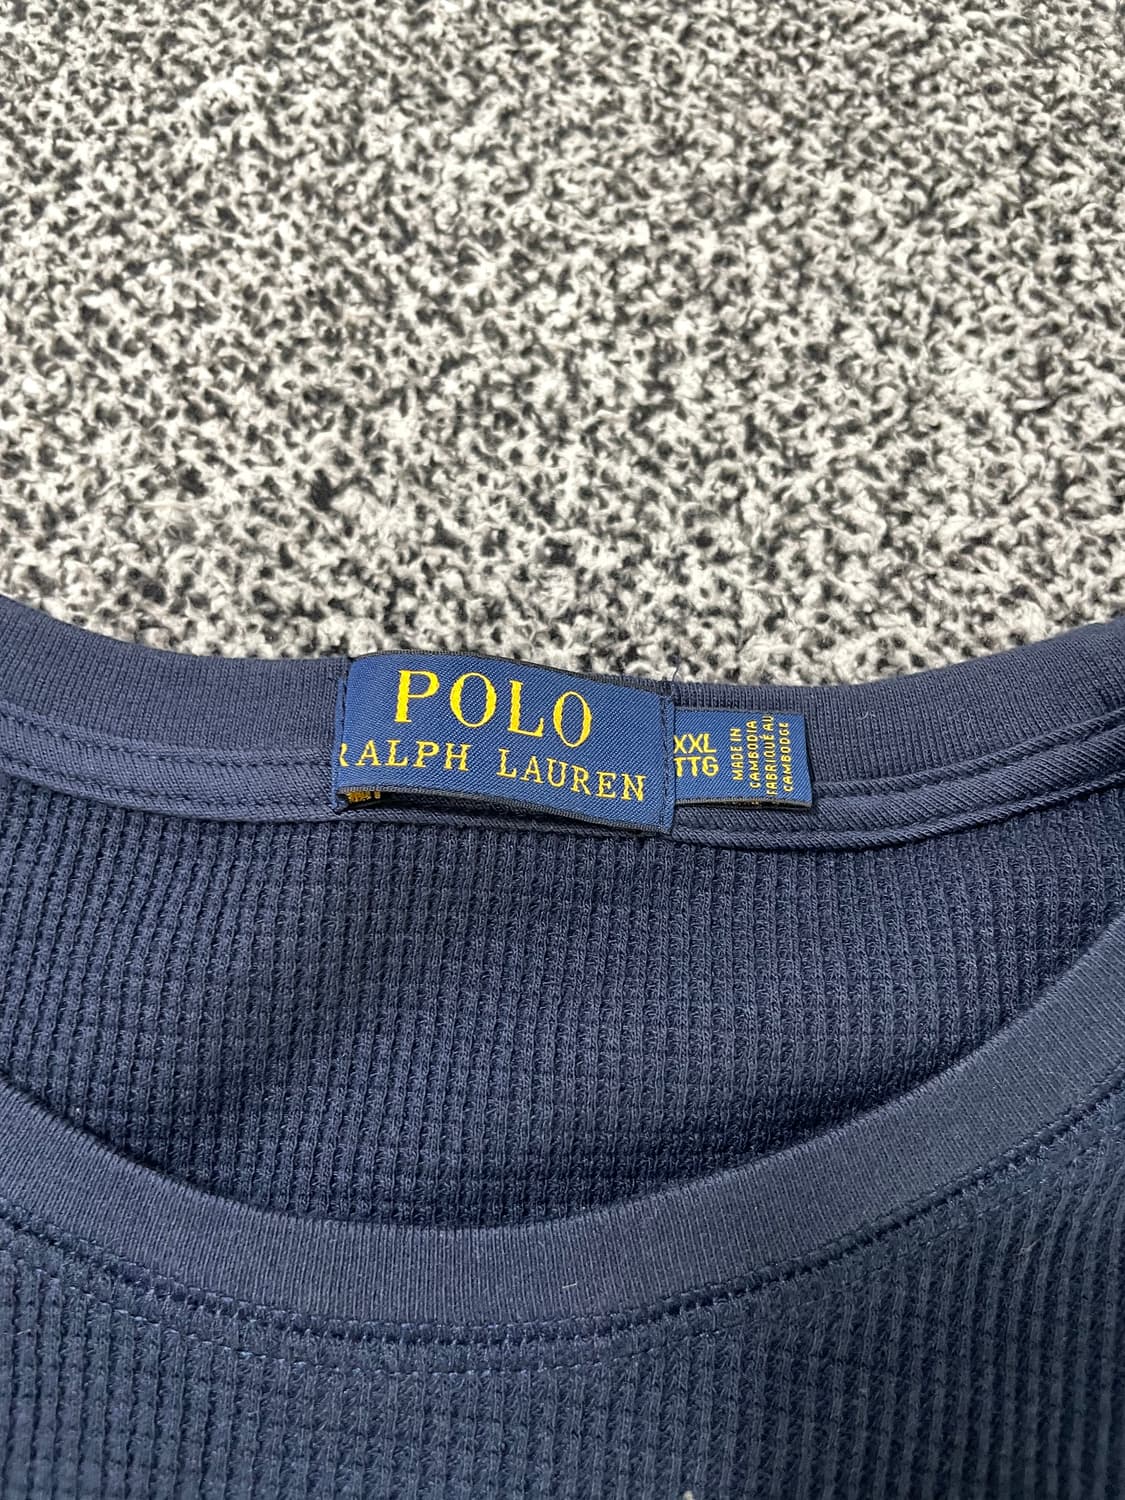 POLO
RALPH LAUREN
XXL
TTG
MADE IN
CAMBODIA
FABRIQUÉ AU
CAMBODGE